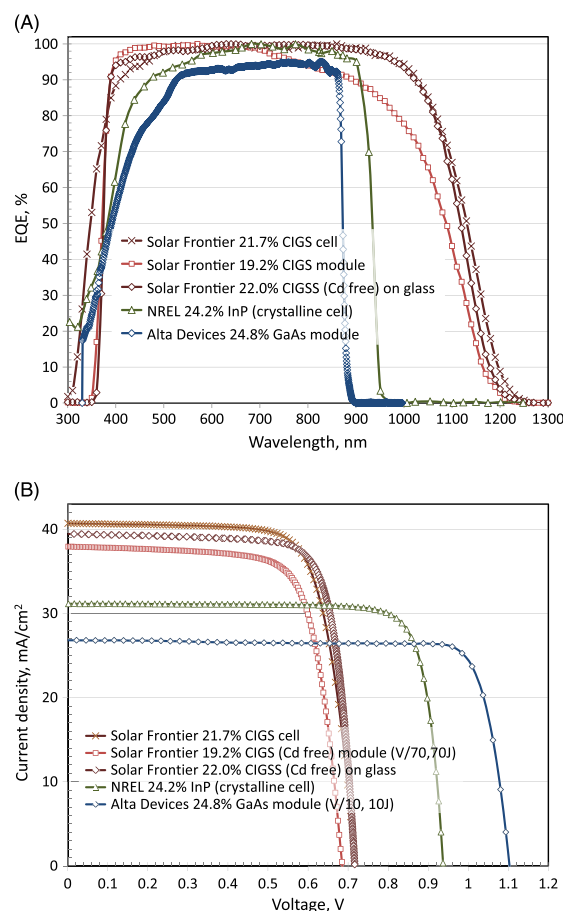 (A)
100
90
80
70
60
50
40
30
20
10
0
EQE, %
Solar Frontier 21.7% CIGS cell
Solar Frontier 19.2% CIGS module
Solar Frontier 22.0% CIGSS (Cd free) on glass
NREL 24.2% InP (crystalline cell)
Alta Devices 24.8% GaAs module
300 400 500 600 700 800 900 1000 1100 1200 1300
Wavelength, nm
(B)
40
30
20
10
0
Current density, mA/cm²
Solar Frontier 21.7% CIGS cell
Solar Frontier 19.2% CIGS (Cd free) module (V/70,70J)
Solar Frontier 22.0% CIGSS (Cd free) on glass
NREL 24.2% InP (crystalline cell)
Alta Devices 24.8% GaAs module (V/10, 10J)
0 0.1 0.2 0.3 0.4 0.5 0.6 0.7 0.8 0.9 1 1.1 1.2
Voltage, V